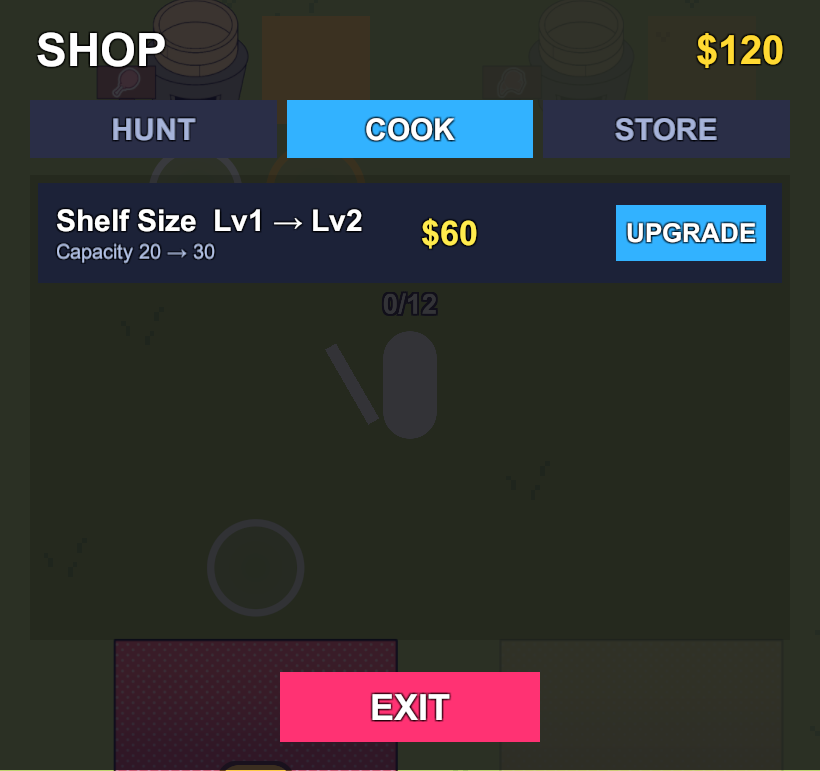 SHOP
$120
HUNT
COOK
STORE
Shelf Size Lv1 → Lv2
Capacity 20 → 30
$60
UPGRADE
0/12
EXIT